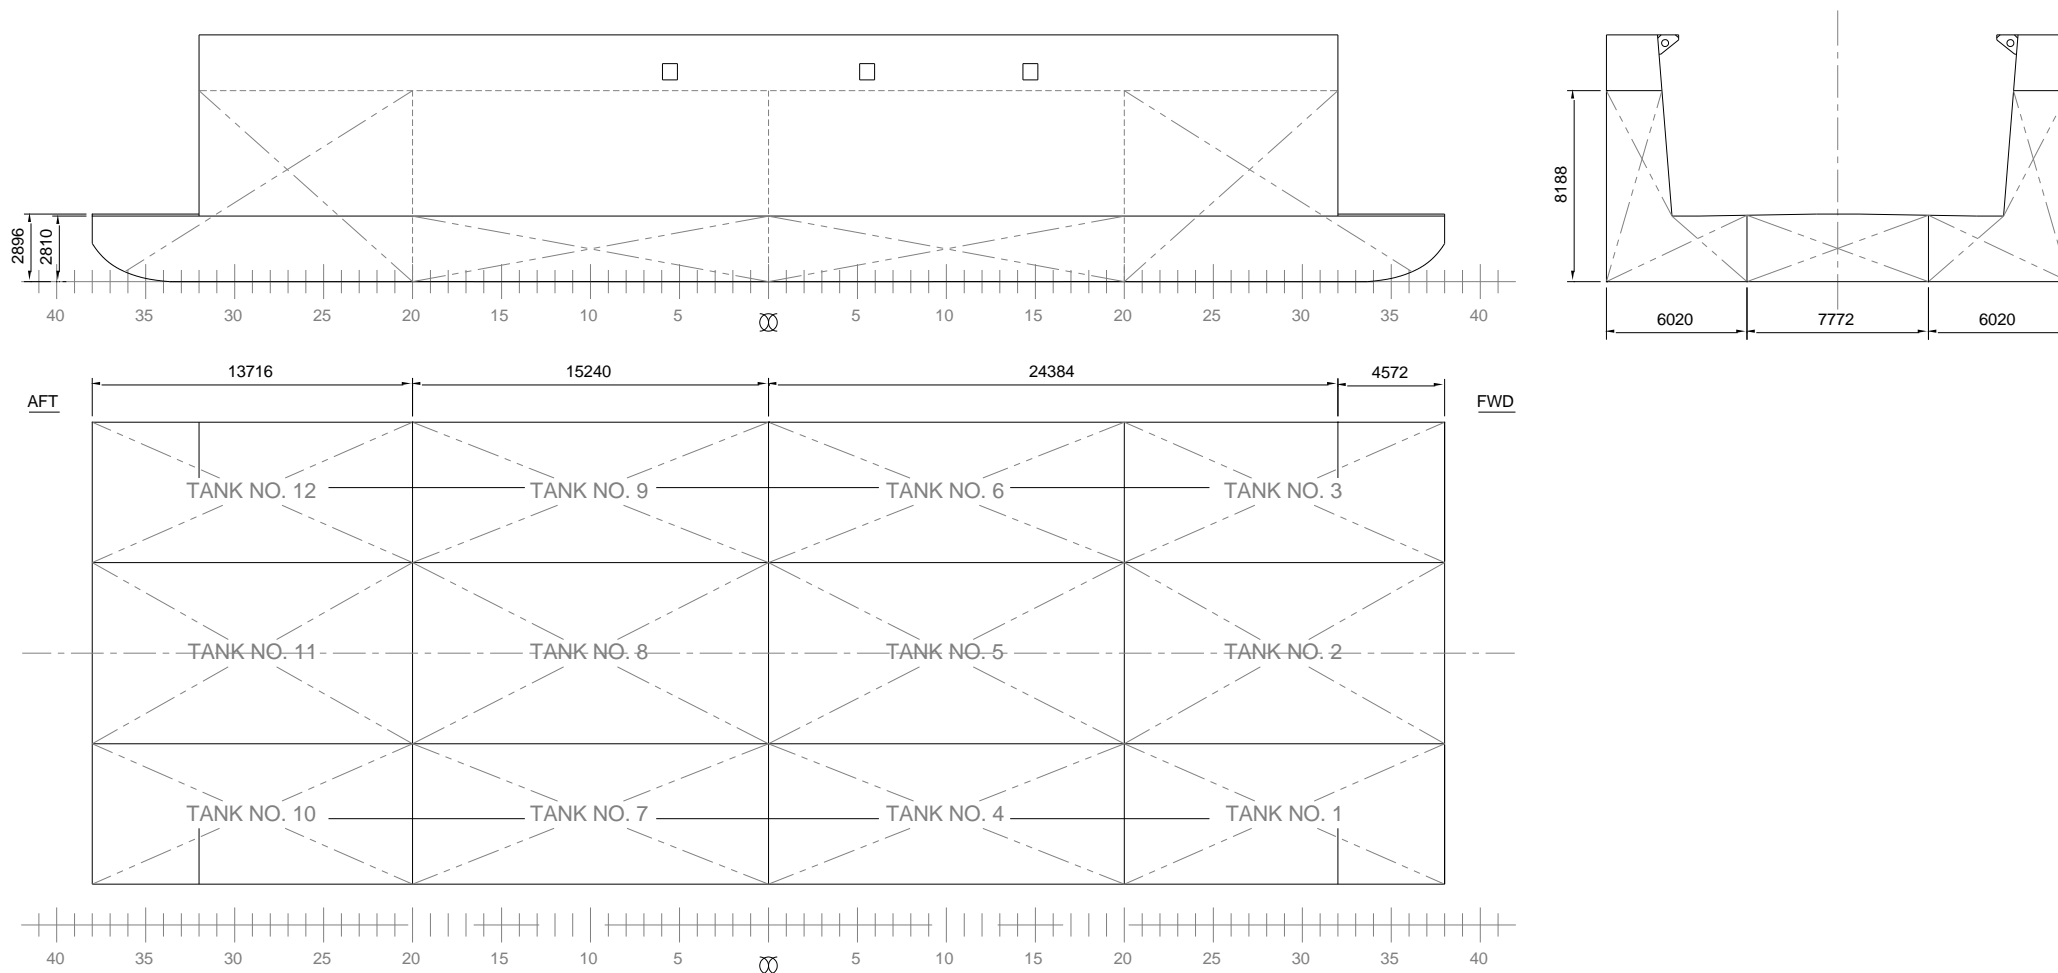 8188
2896
2810
40 35 30 25 20 15 10 5 5 10 15 20 25 30 35 40
6020 7772 6020
13716 15240 24384 4572
AFT FWD
TANK NO. 12 TANK NO. 9 TANK NO. 6 TANK NO. 3
TANK NO. 11 TANK NO. 8 TANK NO. 5 TANK NO. 2
TANK NO. 10 TANK NO. 7 TANK NO. 4 TANK NO. 1
40 35 30 25 20 15 10 5 5 10 15 20 25 30 35 40